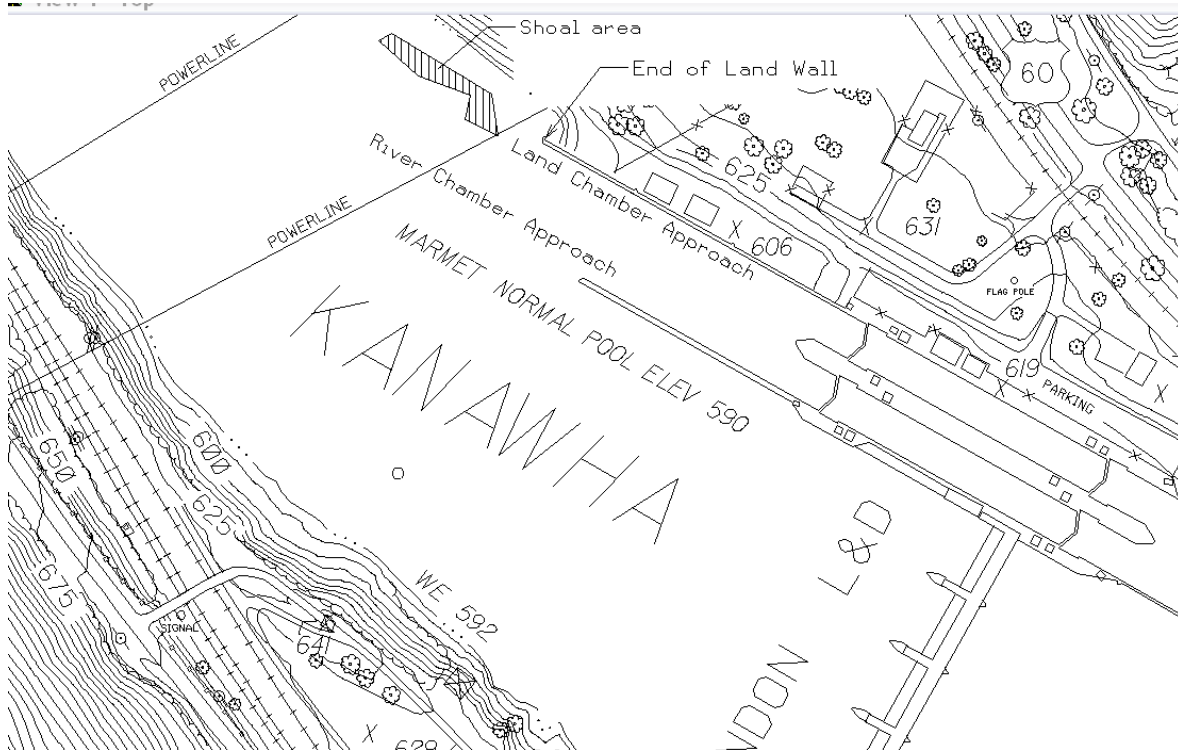 Shoal area
End of Land Wall
POWERLINE
60
River Chamber Approach
Land Chamber Approach
625
631
POWERLINE
X 606
MARMET NORMAL POOL ELEV 590
FLAG POLE
KANAWHA
619
PARKING
X
650
600
625
L&D
675
WE 592
SIGNAL
641
X